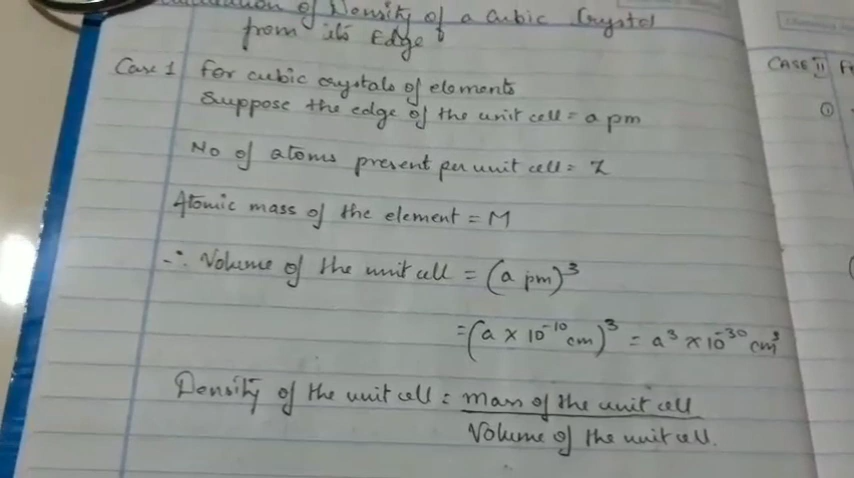 of Density of a Cubic Crystal
from its Edge
Case 1 For cubic crystals of elements
Suppose the edge of the unit cell = a pm
No of atoms present per unit cell = Z
Atomic mass of the element = M
∴ Volume of the unit cell = (a pm)³
= (a × 10⁻¹⁰ cm)³ = a³ × 10⁻³⁰ cm³
Density of the unit cell = mass of the unit cell
Volume of the unit cell.
CASE II
①